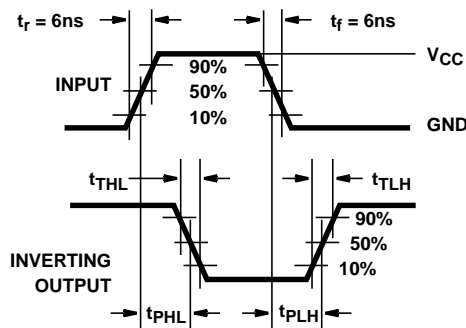 tr = 6ns
tf = 6ns
VCC
90%
INPUT
50%
10%
GND
tTHL
tTLH
90%
50%
INVERTING
OUTPUT
10%
tPHL
tPLH